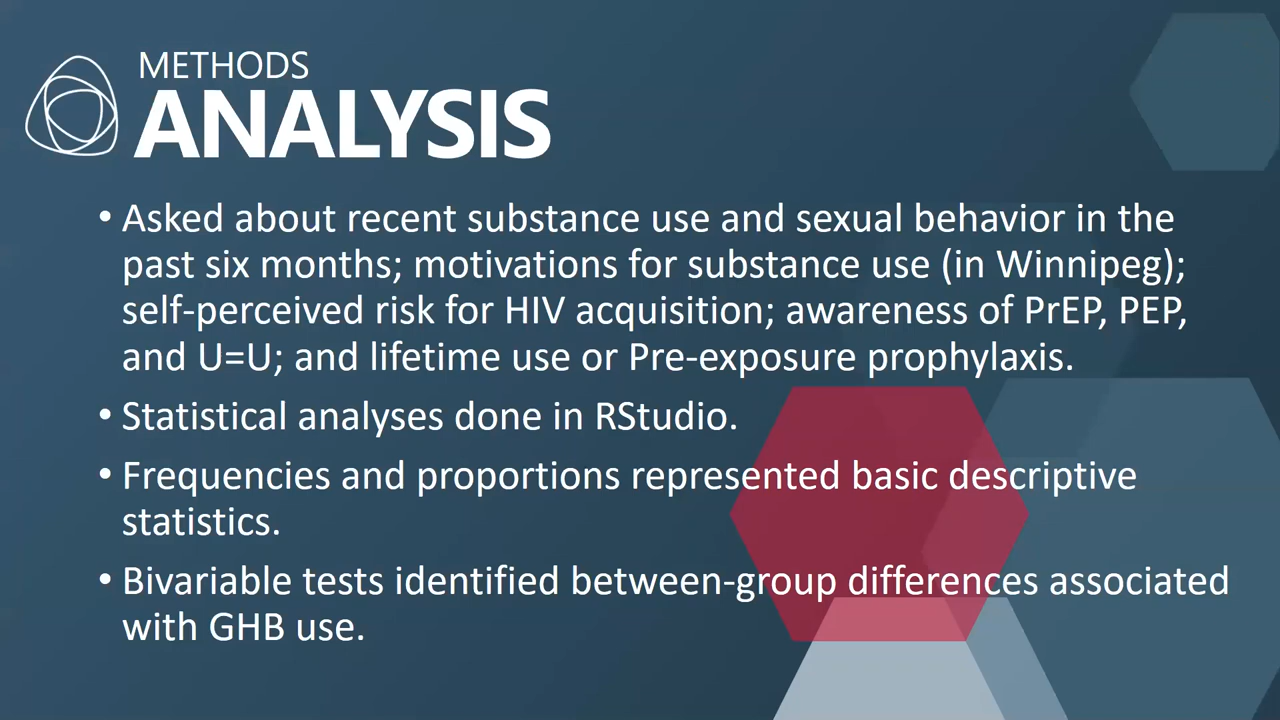 METHODS
ANALYSIS
• Asked about recent substance use and sexual behavior in the
past six months; motivations for substance use (in Winnipeg);
self-perceived risk for HIV acquisition; awareness of PrEP, PEP,
and U=U; and lifetime use or Pre-exposure prophylaxis.
• Statistical analyses done in RStudio.
• Frequencies and proportions represented basic descriptive
statistics.
• Bivariable tests identified between-group differences associated
with GHB use.